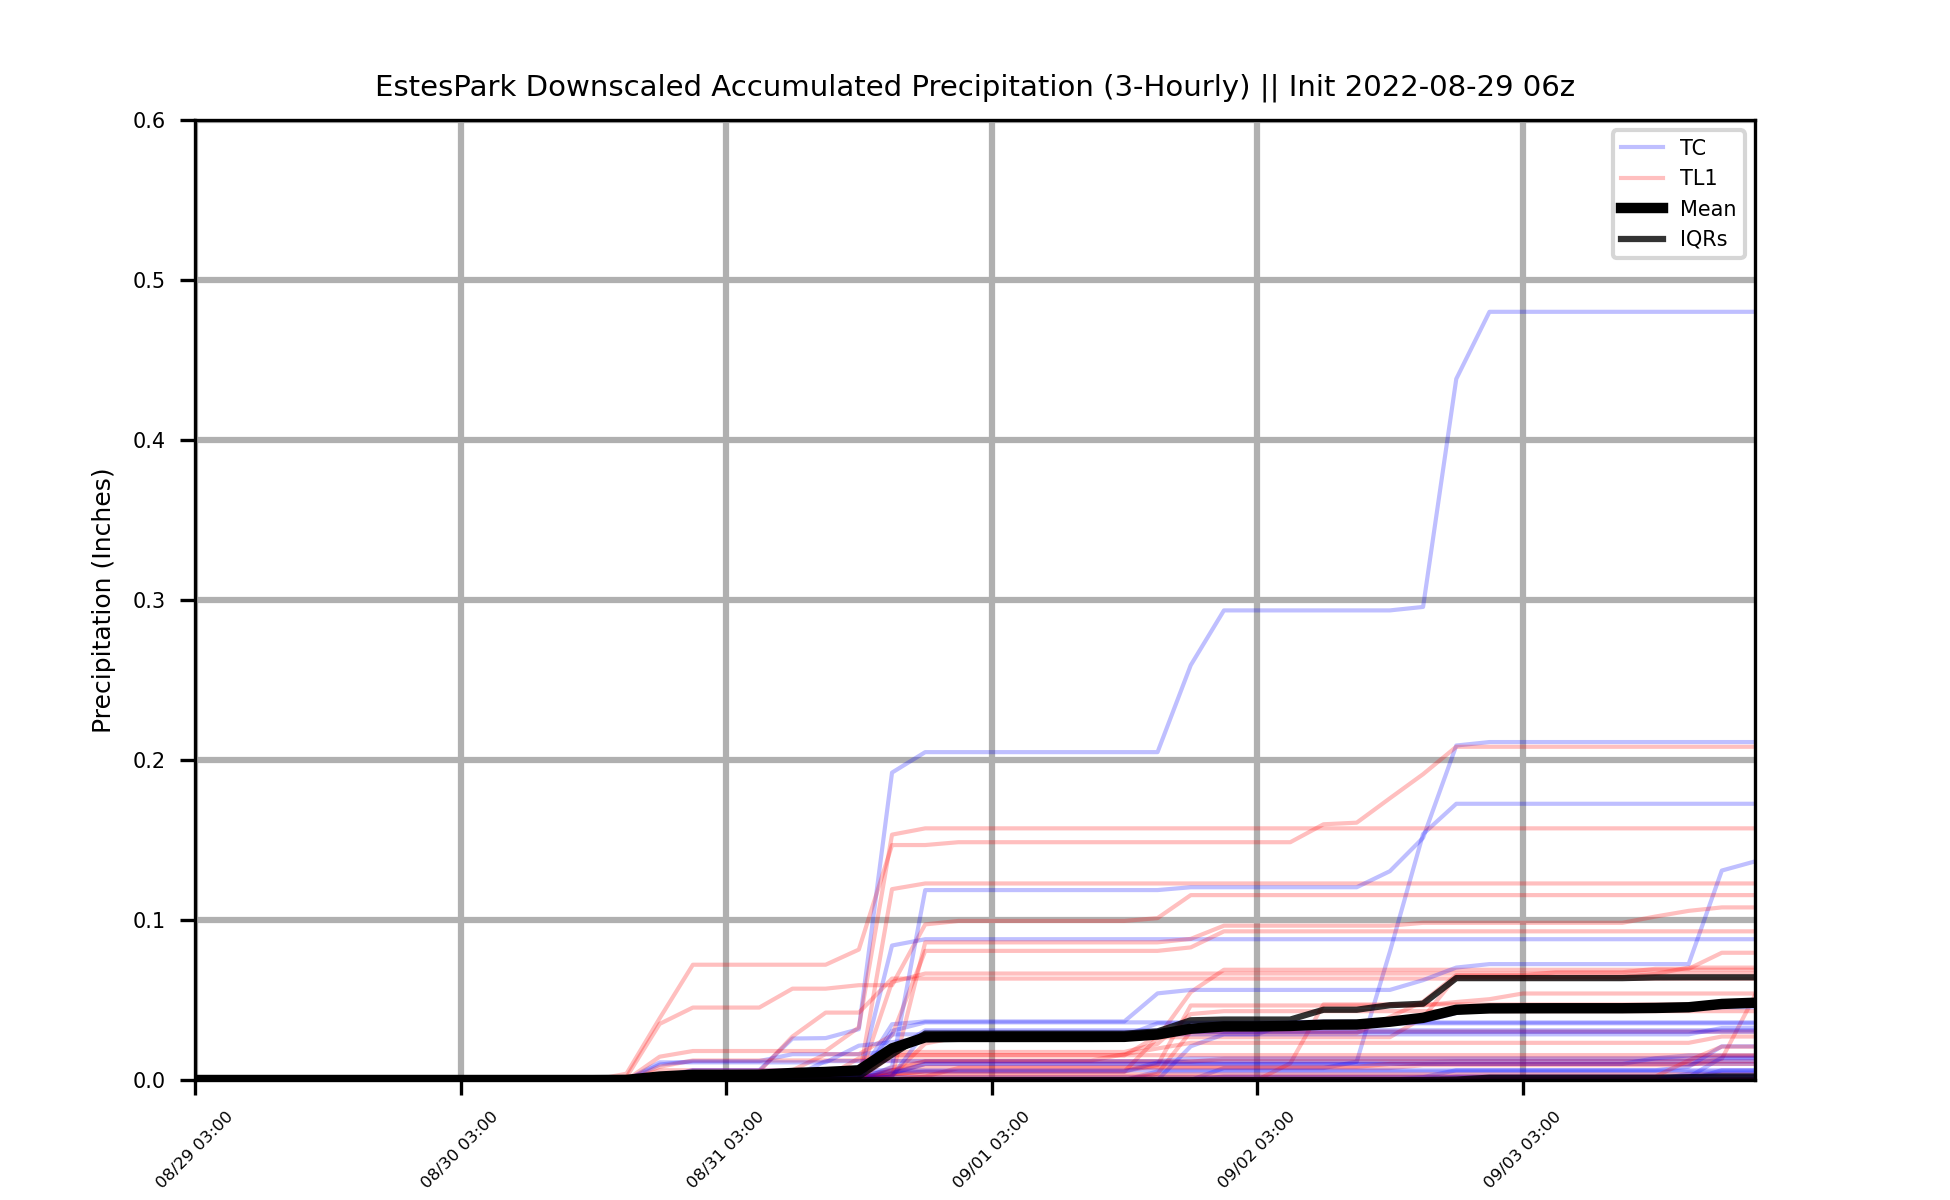 EstesPark Downscaled Accumulated Precipitation (3-Hourly) || Init 2022-08-29 06z
TC
TL1
Mean
IQRs
Precipitation (Inches)
0.6
0.5
0.4
0.3
0.2
0.1
0.0
08/29 03:00
08/30 03:00
08/31 03:00
09/01 03:00
09/02 03:00
09/03 03:00